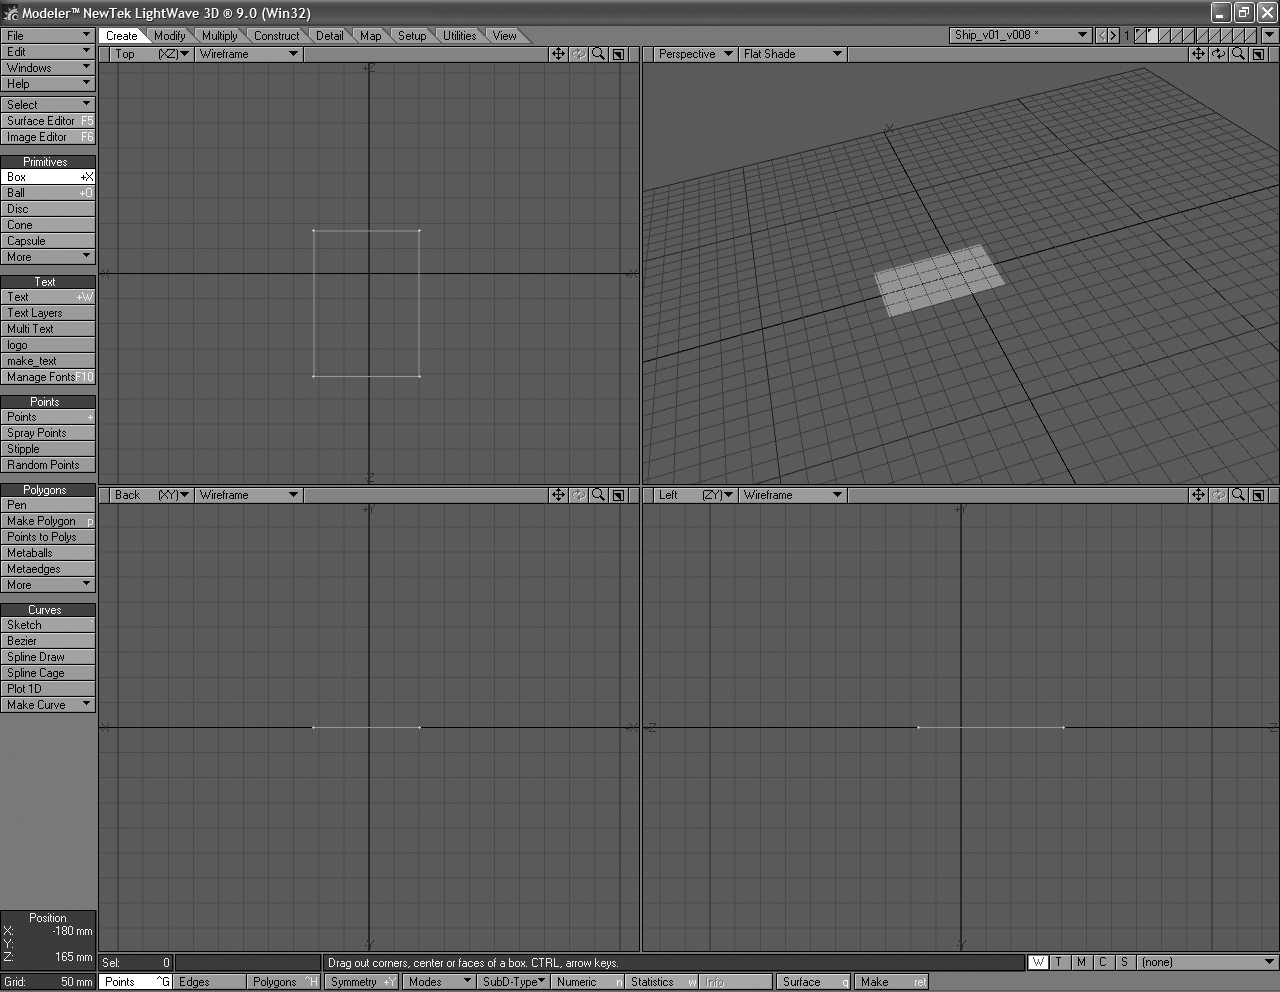 Modeler™ NewTek LightWave 3D ® 9.0 (Win32)
File
Edit
Windows
Help
Create Modify Multiply Construct Detail Map Setup Utilities View
Ship_v01_v008 * 1
Top (XZ) Wireframe
Perspective Flat Shade
Select
Surface Editor F5
Image Editor F6
Primitives
Box +X
Ball +O
Disc
Cone
Capsule
More
Text
Text +W
Text Layers
Multi Text
logo
make_text
Manage Fonts F10
Points
Points +
Spray Points
Stipple
Random Points
Polygons
Pen
Make Polygon p
Points to Polys
Metaballs
Metaedges
More
Curves
Sketch `
Bezier
Spline Draw
Spline Cage
Plot 1D
Make Curve
Back (XY) Wireframe
Left (ZY) Wireframe
Position
X: -180 mm
Y:
Z: 165 mm
Grid: 50 mm
Sel: 0
Drag out corners, center or faces of a box. CTRL, arrow keys.
W T M C S (none)
Points ^G Edges Polygons ^H Symmetry +Y Modes SubD-Type Numeric n Statistics w Info Surface q Make ret